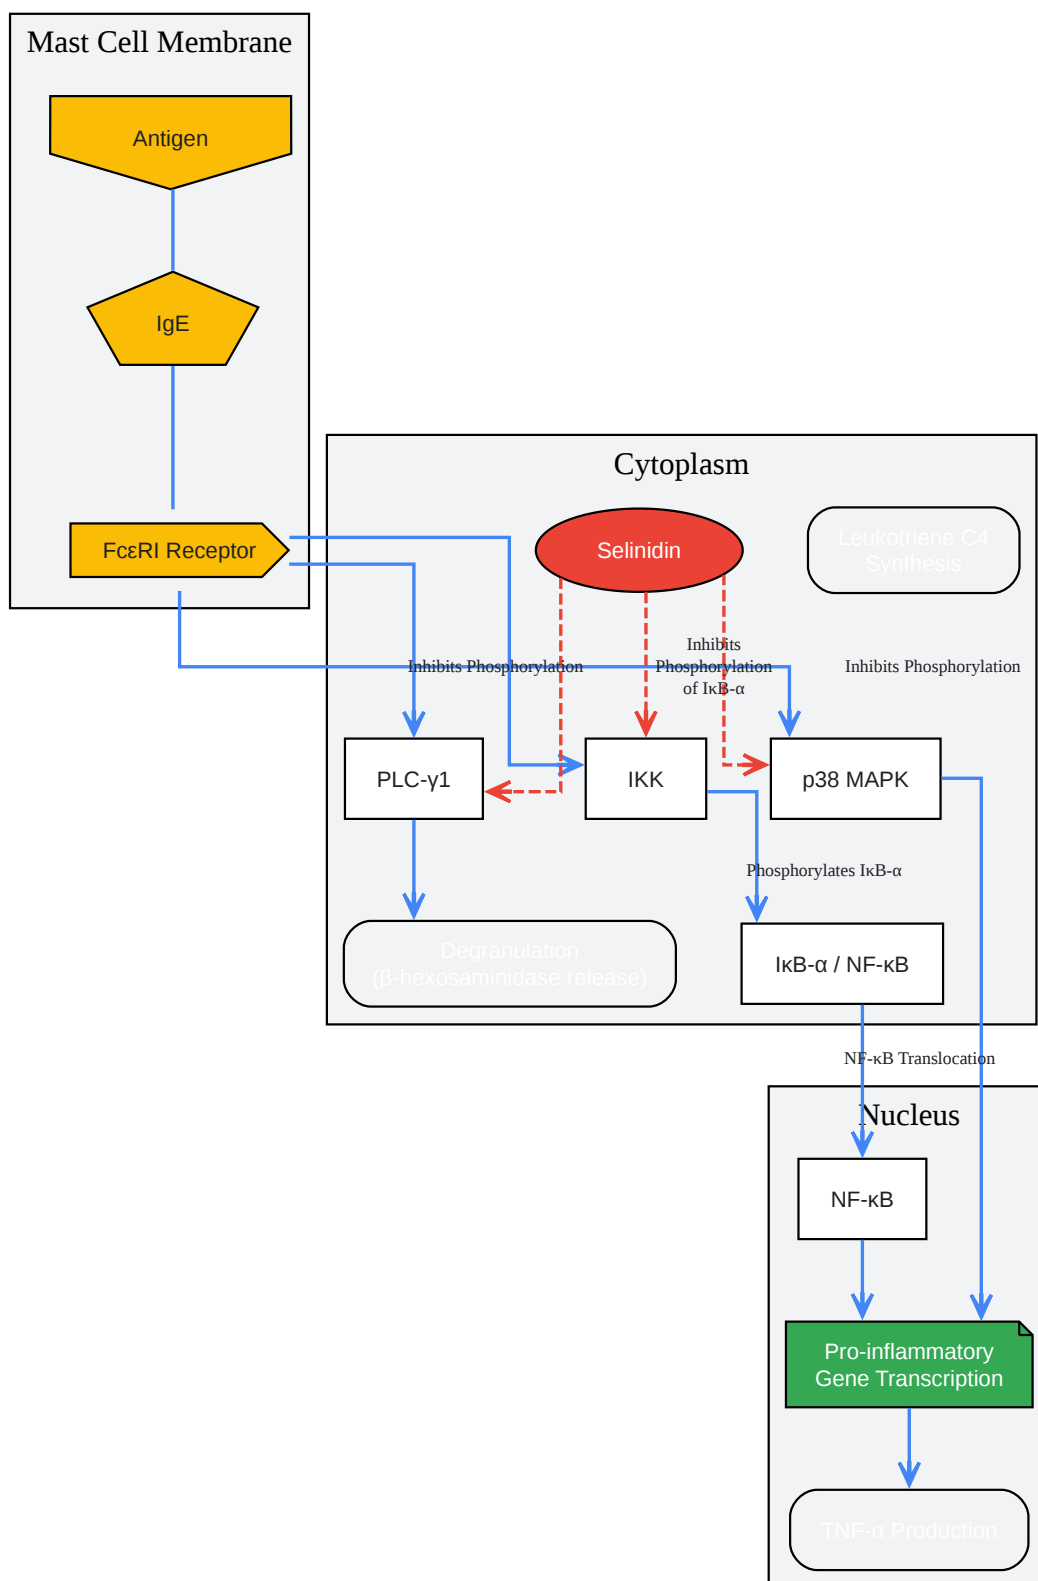 Mast Cell Membrane
Antigen
IgE
Cytoplasm
FcεRI Receptor
Selinidin
Leukotriene C4
Synthesis
Inhibits Phosphorylation
Inhibits
Phosphorylation
of IκB-α
Inhibits Phosphorylation
PLC-γ1
IKK
p38 MAPK
Phosphorylates IκB-α
Degranulation
(β-hexosaminidase release)
IκB-α / NF-κB
NF-κB Translocation
Nucleus
NF-κB
Pro-inflammatory
Gene Transcription
TNF-α Production